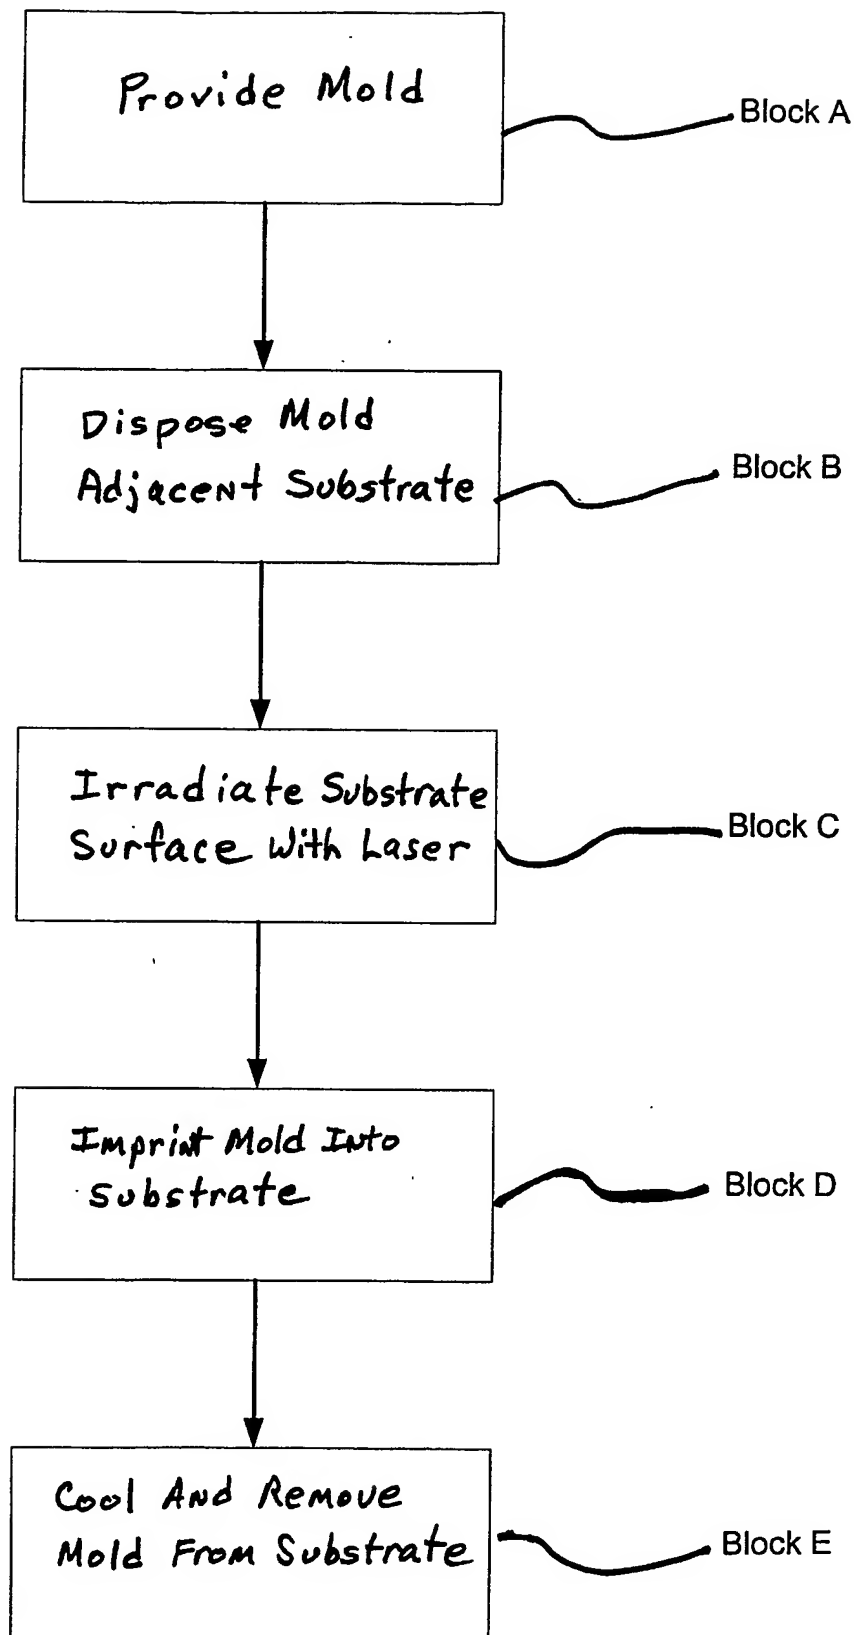 Provide Mold
Block A
Dispose Mold
Adjacent Substrate
Block B
Irradiate Substrate
Surface With Laser
Block C
Imprint Mold Into
Substrate
Block D
Cool And Remove
Mold From Substrate
Block E